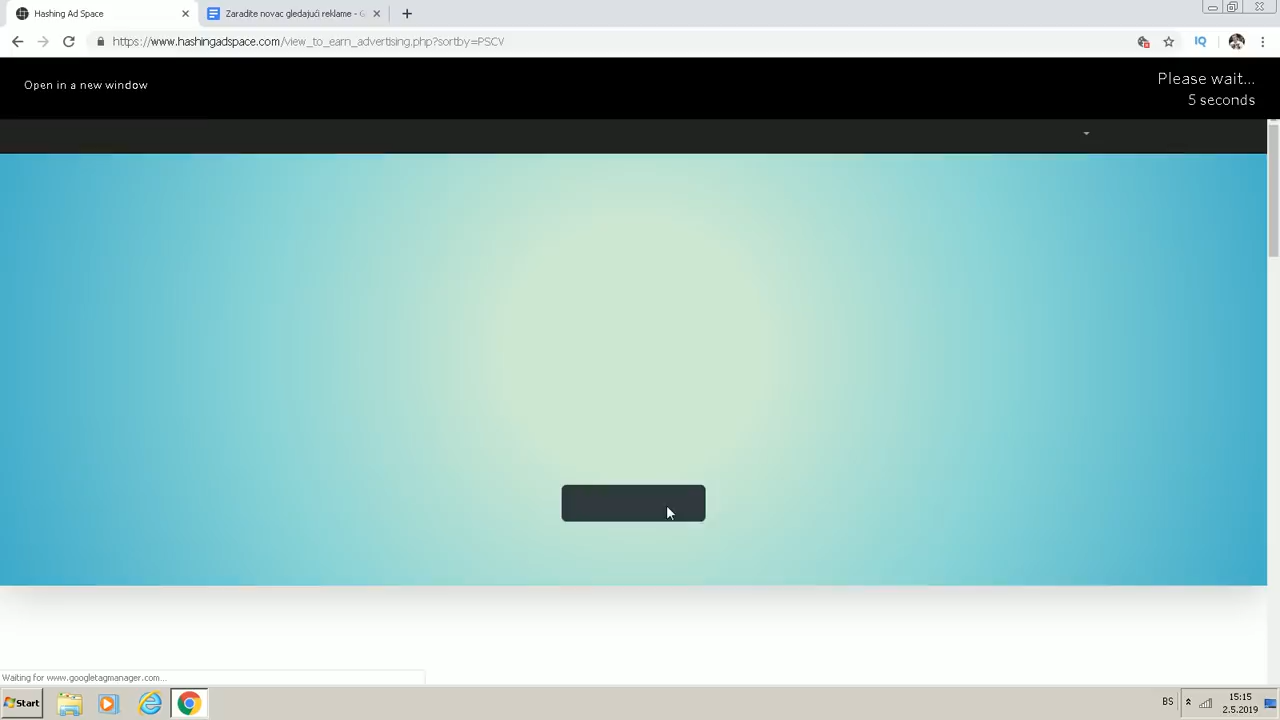 Hashing Ad Space
Zaradite novac gledajući reklame - G
https://www.hashingadspace.com/view_to_earn_advertising.php?sortby=PSCV
IQ
Open in a new window
Please wait...
5 seconds
Waiting for www.googletagmanager.com...
Start
BS
15:15
2.5.2019